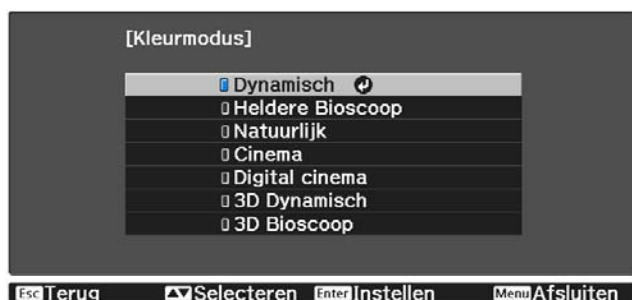 [Kleurmodus]
Dynamisch
Heldere Bioscoop
Natuurlijk
Cinema
Digital cinema
3D Dynamisch
3D Bioscoop
Esc Terug Selecteren Enter Instellen Menu Afsluiten